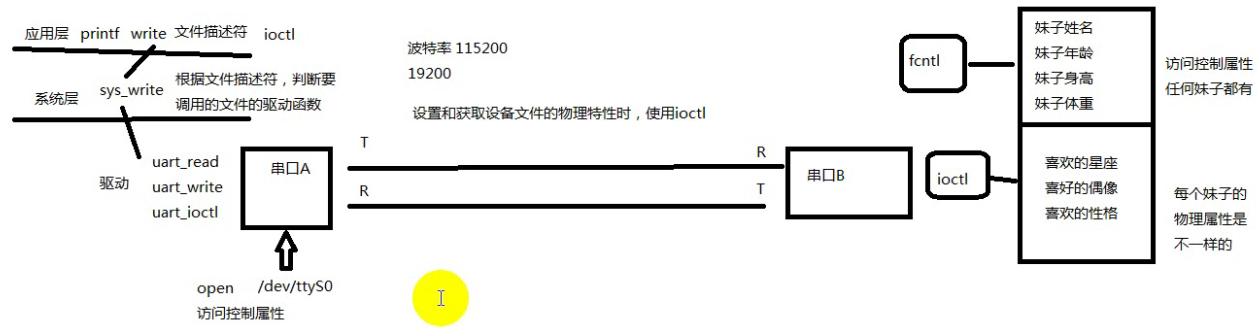 应用层 printf write 文件描述符 ioctl
系统层 sys_write 根据文件描述符，判断要
调用的文件的驱动函数
驱动
uart_read
uart_write
uart_ioctl
波特率 115200
19200
设置和获取设备文件的物理特性时，使用ioctl
串口A
T
R
R
T
串口B
open /dev/ttyS0
访问控制属性
fcntl
妹子姓名
妹子年龄
妹子身高
妹子体重
访问控制属性
任何妹子都有
ioctl
喜欢的星座
喜好的偶像
喜欢的性格
每个妹子的
物理属性是
不一样的